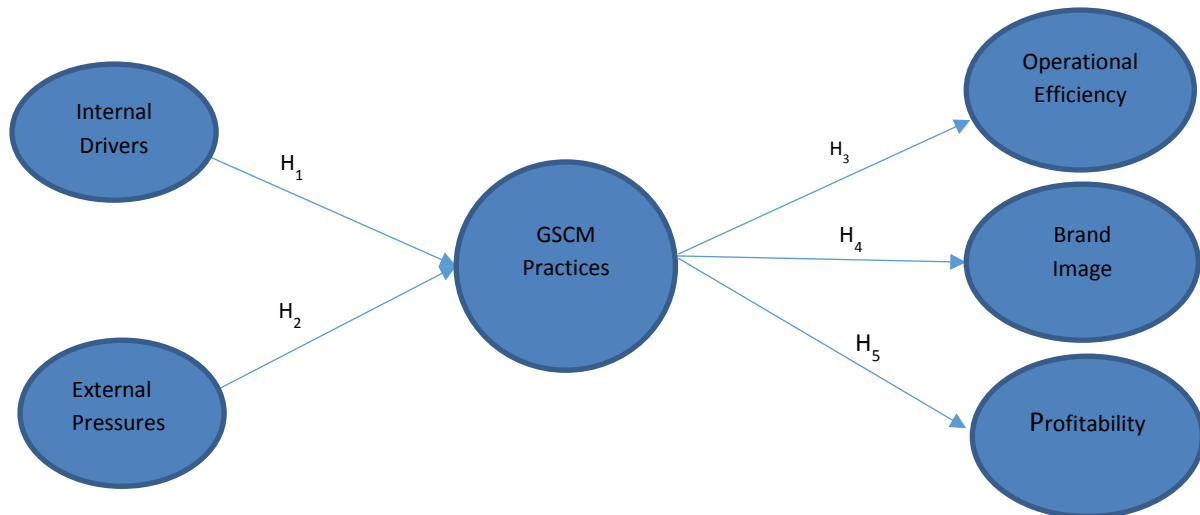 Internal
Drivers
H₁
External
Pressures
H₂
GSCM
Practices
H₃
Operational
Efficiency
H₄
Brand
Image
H₅
Profitability